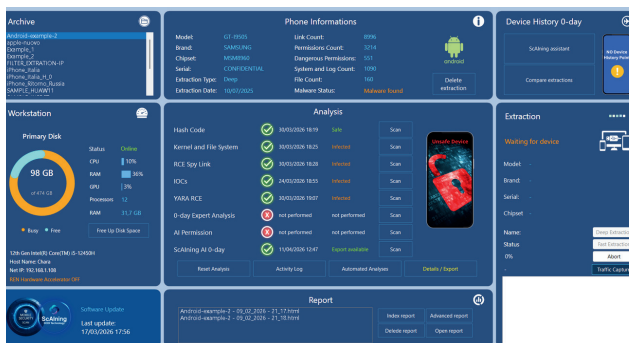 Archive
Android-example-2
apple-nuovo
Example_1
Example_2
FILTER_EXTRATION-IP
iPhone_Italia
iPhone_Italia_H_0
iPhone_Ritorno_Russia
SAMPLE_HUAWI1
Phone Informations
Model: GT-I9505 Link Count: 8996
Brand: SAMSUNG Permissions Count: 3214
Chipset: MSM8960 Dangerous Permissions: 551
Serial: CONFIDENTIAL System and Log Count: 1090
Extraction Type: Deep File Count: 160
Extraction Date: 10/07/2025 Malware Status: Malware found
android
Delete extraction
Device History 0-day
ScAIning assistant
Compare extractions
NO Device
History Point
Workstation
Primary Disk
98 GB
of 474 GB
Busy Free
Status Online
CPU 10%
RAM 36%
GPU 3%
Processors 12
RAM 31,7 GB
Free Up Disk Space
12th Gen Intel(R) Core(TM) i5-12450H
Host Name: Chara
Net IP: 192.168.1.108
REN Hardware Accelerator OFF
Analysis
Hash Code 30/03/2026 18:19 Safe Scan
Kernel and File System 30/03/2026 18:25 Infected Scan
RCE Spy Link 30/03/2026 18:28 Infected Scan
IOCs 24/03/2026 18:55 Infected Scan
YARA RCE 30/03/2026 19:07 Infected Scan
0-day Expert Analysis not performed not performed Scan
AI Permission not performed not performed Scan
ScAIning AI 0-day 11/04/2026 12:47 Export available Scan
Unsafe Device
Reset Analysis Activity Log Automated Analyses Details / Export
Extraction
Waiting for device
Model: -
Brand: -
Serial: -
Chipset -
Name: Deep Extractio
Status Fast Extraction
0% Abort
- Traffic Capture
ScAIning
Software Update
Last update:
17/03/2026 17:56
Report
Android-example-2 - 09_02_2026 - 21_17.html
Android-example-2 - 09_02_2026 - 21_18.html
Index report Advanced report
Delede report Open report